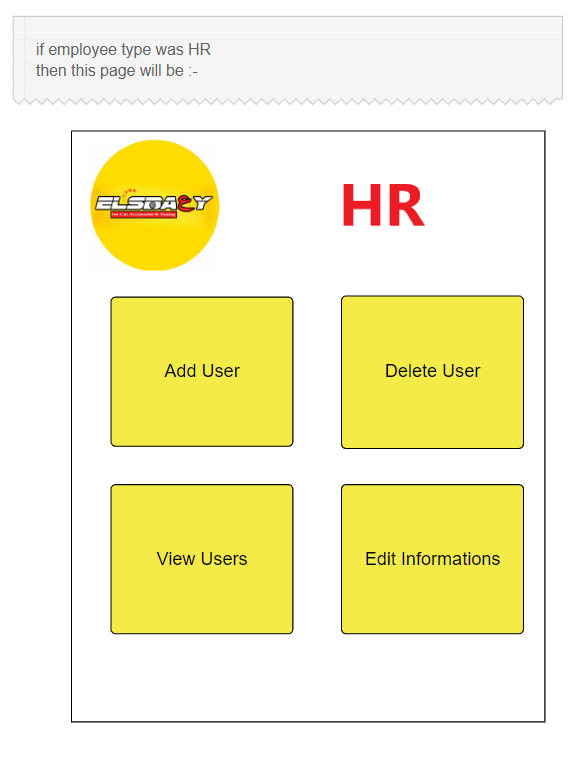 if employee type was HR
then this page will be :-
ELSBAEY
For Car Accessories & Tuning
HR
Add User
Delete User
View Users
Edit Informations